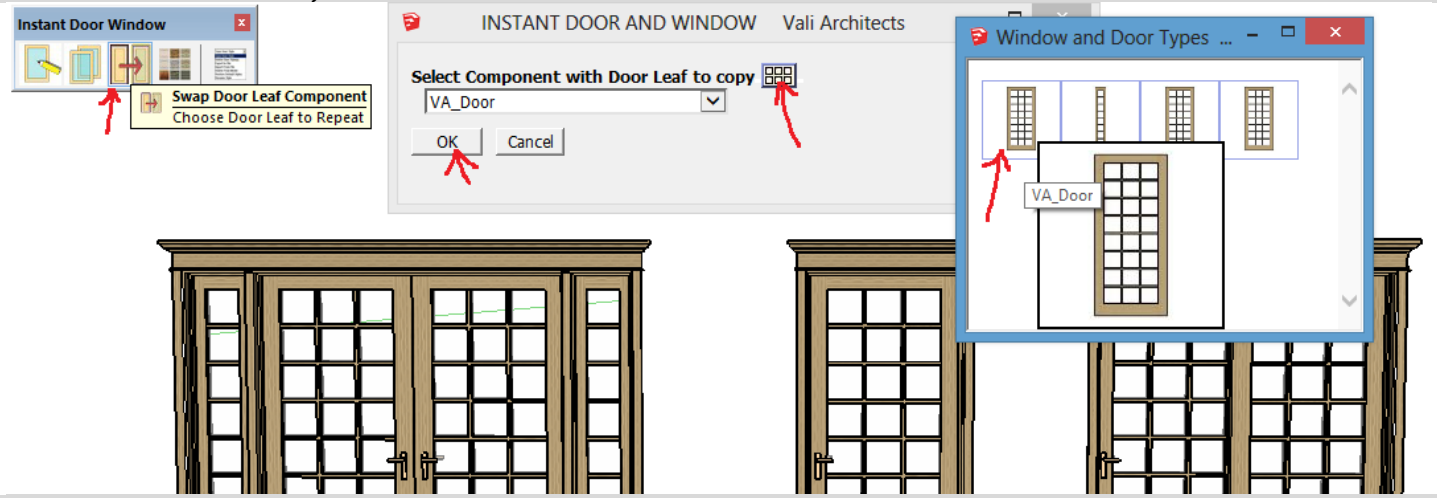 Instant Door Window
Swap Door Leaf Component
Choose Door Leaf to Repeat
INSTANT DOOR AND WINDOW Vali Architects
Select Component with Door Leaf to copy
VA_Door
OK
Cancel
Window and Door Types ...
VA_Door